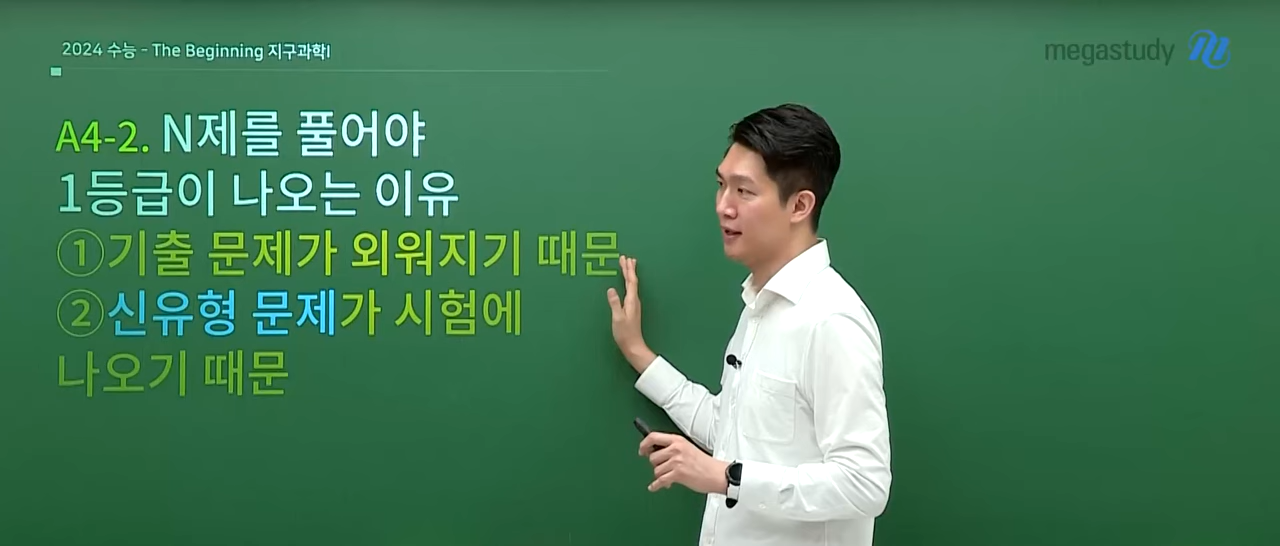 2024 수능 - The Beginning 지구과학I
megastudy
A4-2. N제를 풀어야
1등급이 나오는 이유
①기출 문제가 외워지기 때문
②신유형 문제가 시험에
나오기 때문